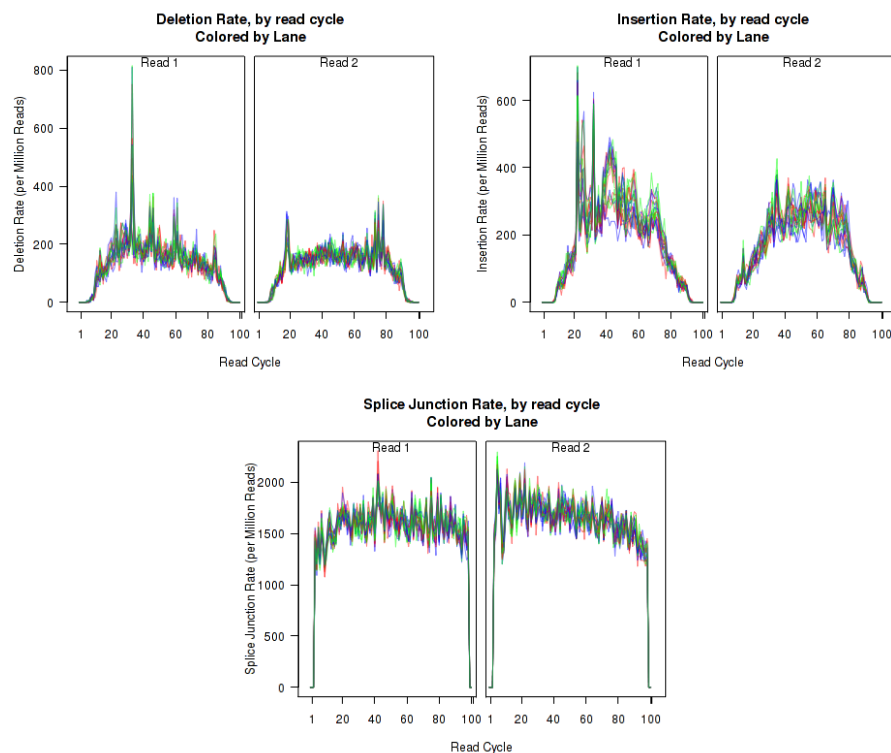 Deletion Rate, by read cycle
Colored by Lane
Read 1
Read 2
Deletion Rate (per Million Reads)
800
600
400
200
0
1 20 40 60 80 100
1 20 40 60 80 100
Read Cycle
Insertion Rate, by read cycle
Colored by Lane
Read 1
Read 2
Insertion Rate (per Million Reads)
600
400
200
0
1 20 40 60 80 100
1 20 40 60 80 100
Read Cycle
Splice Junction Rate, by read cycle
Colored by Lane
Read 1
Read 2
Splice Junction Rate (per Million Reads)
2000
1500
1000
500
0
1 20 40 60 80 100
1 20 40 60 80 100
Read Cycle